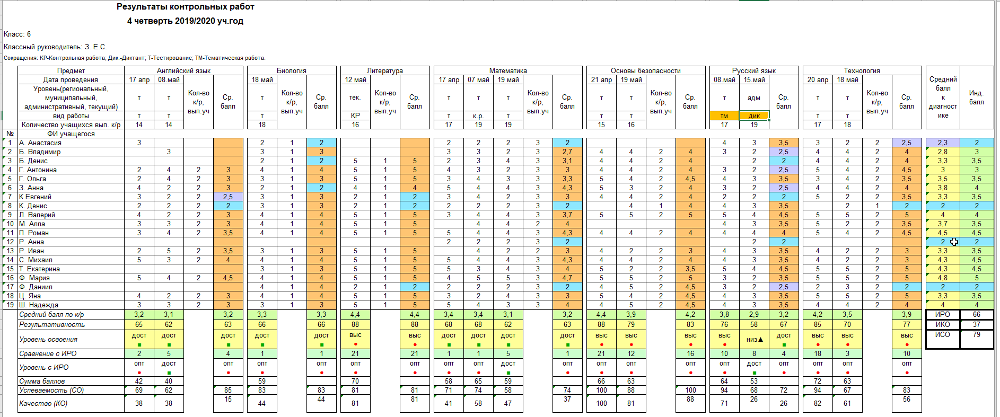 Результаты контрольных работ
4 четверть 2019/2020 уч.год
Класс: 6
Классный руководитель: З. Е.С.
Сокращения: КР-Контрольная работа; Дик.-Диктант; Т-Тестирование; ТМ-Тематическая работа.
Предмет Английский язык Биология Литература Математика Основы безопасности Русский язык Технология Средний балл к диагностике Инд. балл
Дата проведения 17 апр 08.май 18 май 12 май 17 апр 07 май 19 май 21 апр 19 май 08.май 15.май 20 апр 18 май
Уровень(региональный, муниципальный, административный, текущий) т т Кол-во к/р, вып.уч Ср. балл т Кол-во к/р, вып.уч Ср. балл тек. Кол-во к/р, вып.уч Ср. балл т т т Кол-во к/р, вып.уч Ср. балл т т Кол-во к/р, вып.уч Ср. балл т адм Ср. балл т т Кол-во к/р, вып.уч Ср. балл
вид работы т т т КР т к.р. т т т тм дик т т
Количество учащихся вып. к/р 14 14 18 16 17 19 19 15 16 17 19 17 18
№ ФИ учащегося
1 А. Анастасия 3 2 1 2 2 2 2 3 2 4 3 3,5 3 2 2 2,5 2,3 2
2 Б. Владимир 3 3 1 3 3 3 2 3 2,7 4 4 2 4 3 2 2,5 4 4 2 4 2,8 3
3 Б. Денис 2 1 2 5 1 5 2 3 4 3 3,1 4 4 2 4 2 2 4 4 2 4 3,3 3,5
4 Г. Антонина 2 4 2 3 4 1 4 5 1 5 4 3 2 3 3 4 4 2 4 3 2 2,5 5 4 2 4,5 3 3
5 Г. Ольга 2 4 2 3 3 1 3 5 1 5 3 4 3 3 3,3 5 4 2 4,5 4 3 3,5 4 3 2 3,5 3,5 3,5
6 З. Анна 4 2 2 3 2 1 2 4 1 4 5 4 4 3 4,3 5 3 2 4 3 2 2,5 4 4 2 4 3,8 4
7 К Евгений 3 2 2 2,5 3 1 3 2 1 2 3 4 2 3 3 4 4 2 4 2 2 2 5 2 2 3,5 3,3 3,5
8 К. Денис 2 2 2 2 3 1 3 2 1 2 2 2 2 3 2 4 1 4 4 3 3,5 2 1 2 2 2
9 Л. Валерий 4 2 2 3 4 1 4 5 1 5 3 4 4 3 3,7 5 5 2 5 5 4 4,5 5 5 2 5 4 4
10 М. Алла 3 3 2 3 4 1 4 5 1 5 4 4 2 4 4 3 3,5 5 2 2 3,5 3,7 3,5
11 П. Роман 3 4 2 3,5 4 1 4 5 1 5 5 4 4 3 4,3 4 4 2 4 4 4 4 5 4 2 4,5 4,5 4,5
12 Р. Анна 2 2 2 3 2 2 2 2 2
13 Р. Иван 2 5 2 3,5 3 1 3 5 1 5 4 2 2 3 4 4 2 4 4 3 3,5 4 2 2 3 3,3 3,5
14 С. Михаил 5 3 2 4 4 1 4 5 1 5 5 4 4 3 4,3 4 4 2 4 4 3 3,5 4 2 2 3 4,3 4,5
15 Т. Екатерина 3 1 3 5 1 5 5 3 4 3 4 5 2 2 3,5 5 4 4,5 5 5 2 5 4,3 4,5
16 Ф. Мария 5 4 2 4,5 4 1 4 5 1 5 4 5 5 3 4,7 5 5 2 5 3 2 3,5 5 5 2 5 4,8 5
17 Ф. Даниил 4 1 4 2 1 2 2 2 2 3 2 4 5 2 4,5 3 2 2,5 2 2 3 2 2 2
18 Ц. Яна 4 2 2 3 4 1 4 5 1 5 3 2 4 3 3 5 4 2 4,5 4 3 3,5 5 5 2 5 3,3 3,5
19 Ш. Надежда 3 3 2 3 3 1 3 5 1 5 5 4 3 3 4 4 5 2 4,5 4 3 3,5 4 4 2 4 4 4
Средний балл по к/р 3,2 3,1 3,2 3,3 3,3 4,4 4,4 3,4 3,4 3,1 3,2 4,4 3,9 4,2 3,8 2,9 3,2 4,2 3,5 3,9 ИРО 66
Результативность 65 62 63 66 66 88 88 68 68 62 63 88 79 83 76 58 67 85 70 77 ИКО 37
Уровень освоения дост дост дост дост дост выс выс дост дост дост дост выс выс выс выс низ▲ дост выс выс выс ИСО 79
Сравнение с ИРО 2 5 4 1 1 21 21 1 1 5 1 21 12 16 10 8 4 18 3 10
Уровень с ИРО опт дост опт опт опт опт опт опт опт дост опт опт опт опт опт дост опт опт опт опт
Сумма баллов 42 40 59 70 58 65 59 66 63 64 53 72 63
Успеваемость (СО) 69 62 85 83 83 81 81 71 74 58 74 100 88 100 94 68 72 94 67 83
Качество (КО) 38 38 15 44 44 81 81 41 58 47 37 100 81 88 71 26 26 82 61 56